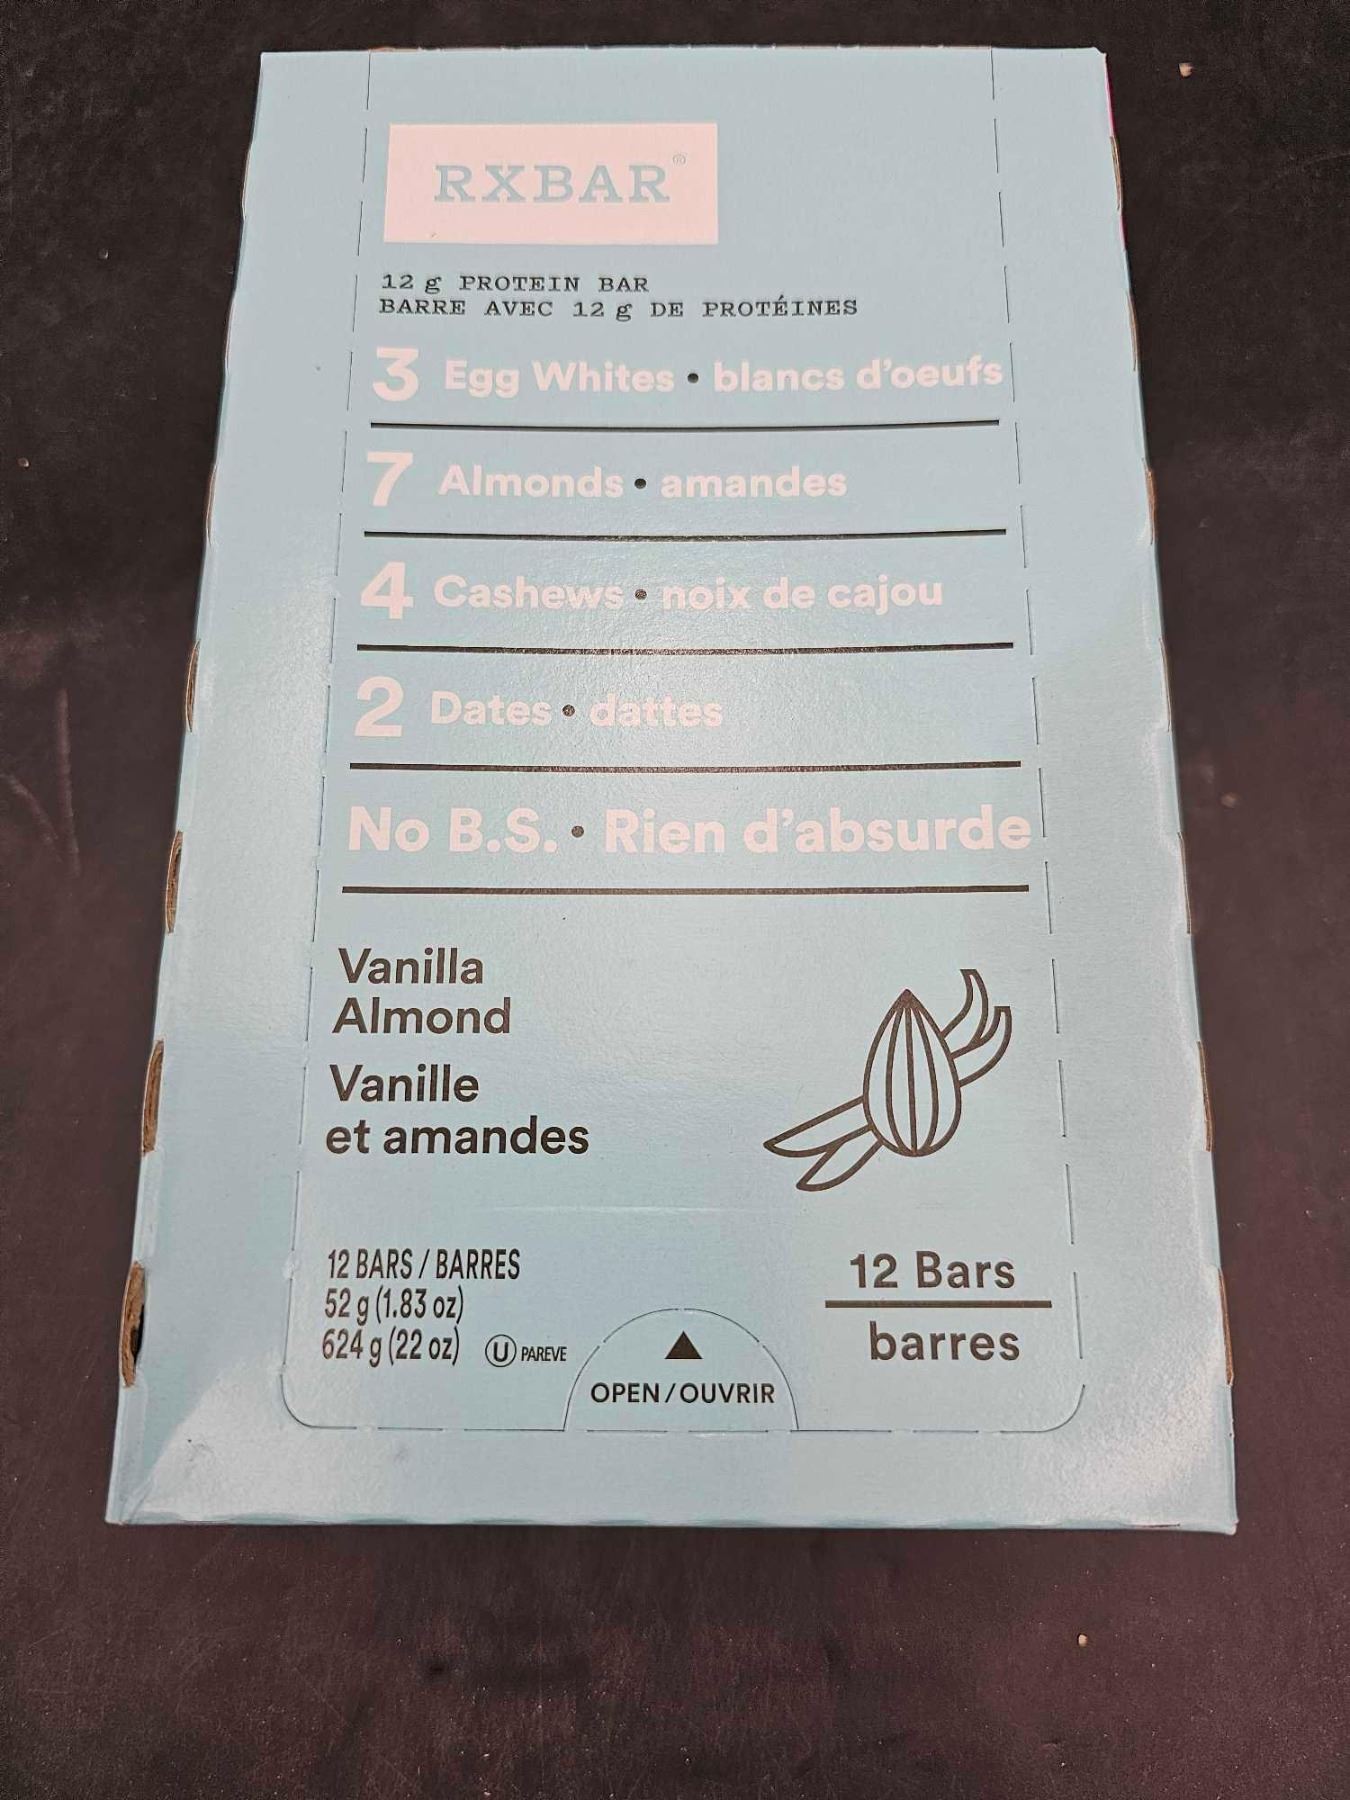 RXBAR®
12 g PROTEIN BAR
BARRE AVEC 12 g DE PROTÉINES
3 Egg Whites • blancs d'oeufs
7 Almonds • amandes
4 Cashews • noix de cajou
2 Dates • dattes
No B.S. • Rien d'absurde
Vanilla
Almond
Vanille
et amandes
12 BARS / BARRES
52 g (1.83 oz)
624 g (22 oz) U PAREVE
OPEN / OUVRIR
12 Bars
barres